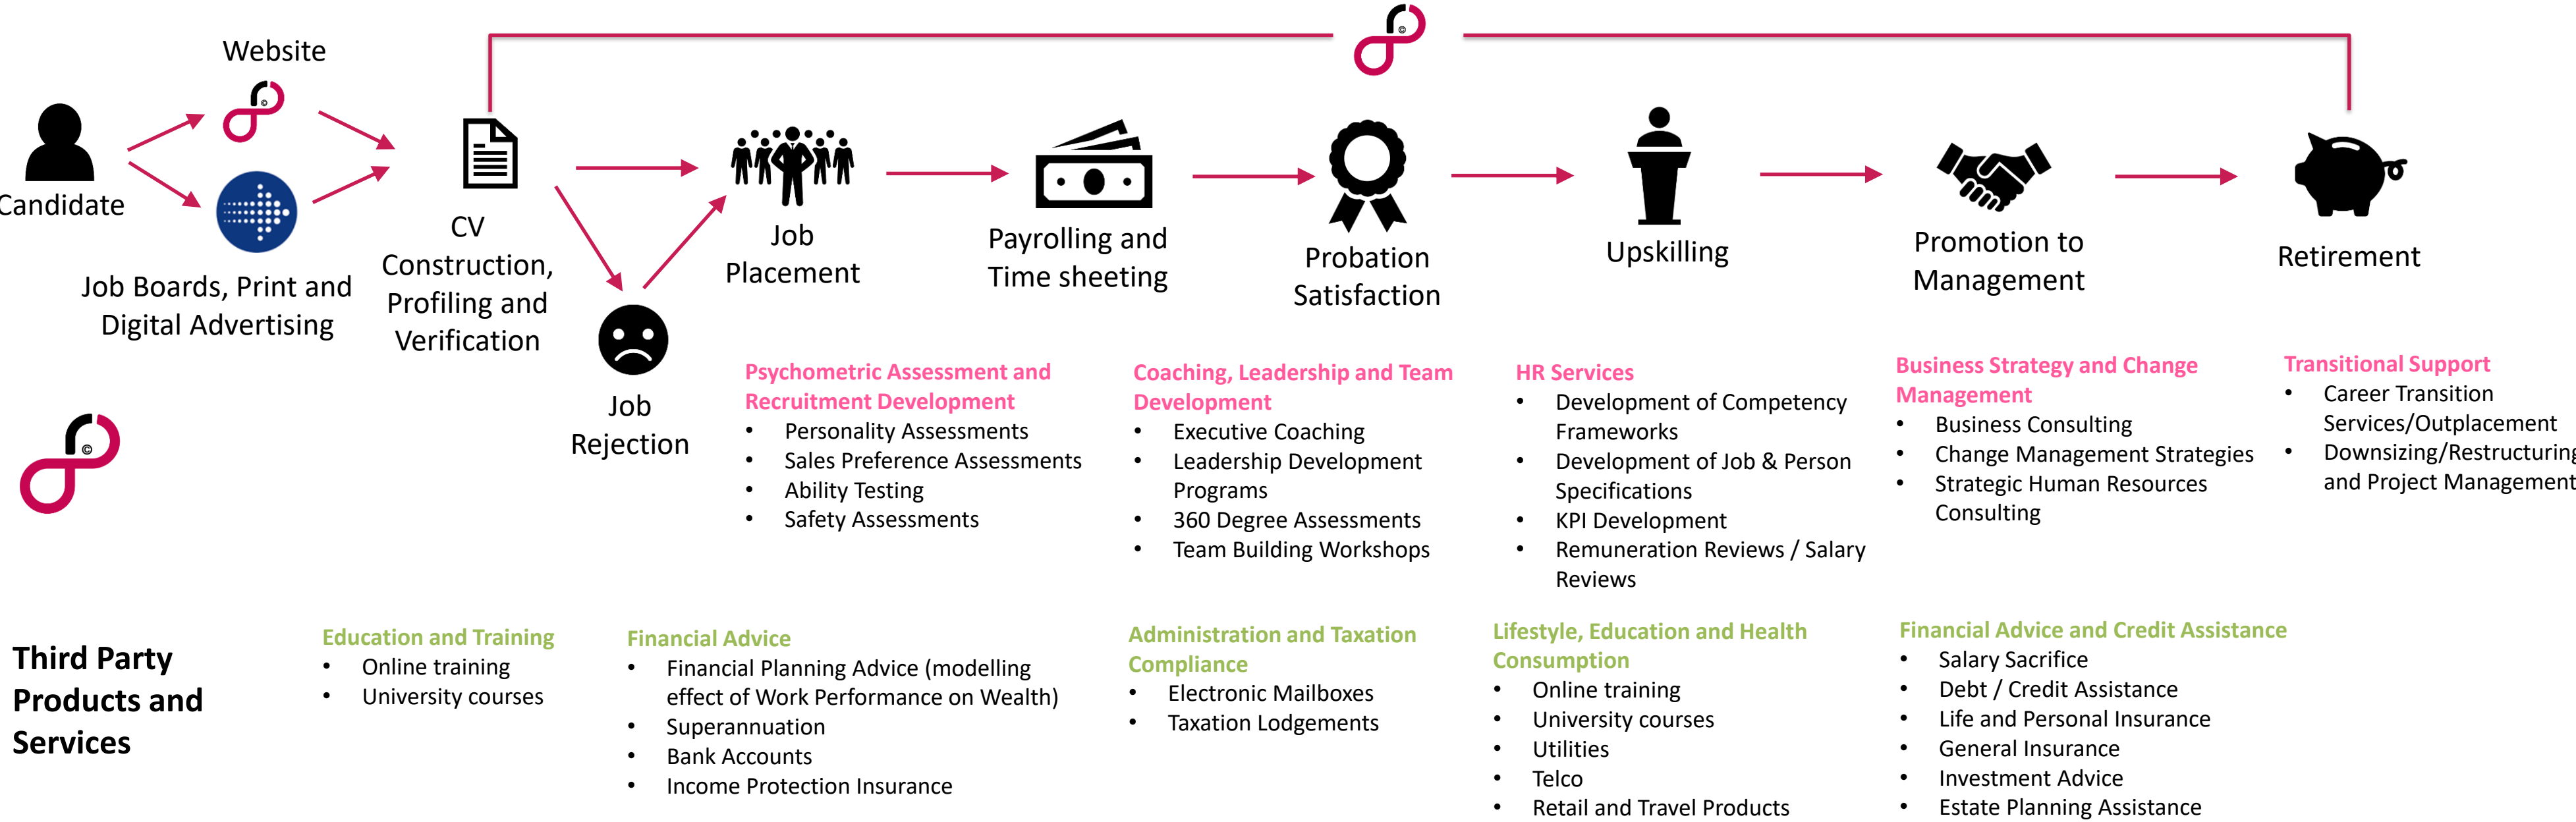 Website
Candidate
Job Boards, Print and
Digital Advertising
CV
Construction,
Profiling and
Verification
Job
Rejection
Job
Placement
Payrolling and
Time sheeting
Probation
Satisfaction
Upskilling
Promotion to
Management
Retirement
©
©
©
Psychometric Assessment and
Recruitment Development
• Personality Assessments
• Sales Preference Assessments
• Ability Testing
• Safety Assessments
Coaching, Leadership and Team
Development
• Executive Coaching
• Leadership Development
Programs
• 360 Degree Assessments
• Team Building Workshops
HR Services
• Development of Competency
Frameworks
• Development of Job & Person
Specifications
• KPI Development
• Remuneration Reviews / Salary
Reviews
Business Strategy and Change
Management
• Business Consulting
• Change Management Strategies
• Strategic Human Resources
Consulting
Transitional Support
• Career Transition
Services/Outplacement
• Downsizing/Restructuring
and Project Management
Third Party
Products and
Services
Education and Training
• Online training
• University courses
Financial Advice
• Financial Planning Advice (modelling
effect of Work Performance on Wealth)
• Superannuation
• Bank Accounts
• Income Protection Insurance
Administration and Taxation
Compliance
• Electronic Mailboxes
• Taxation Lodgements
Lifestyle, Education and Health
Consumption
• Online training
• University courses
• Utilities
• Telco
• Retail and Travel Products
Financial Advice and Credit Assistance
• Salary Sacrifice
• Debt / Credit Assistance
• Life and Personal Insurance
• General Insurance
• Investment Advice
• Estate Planning Assistance